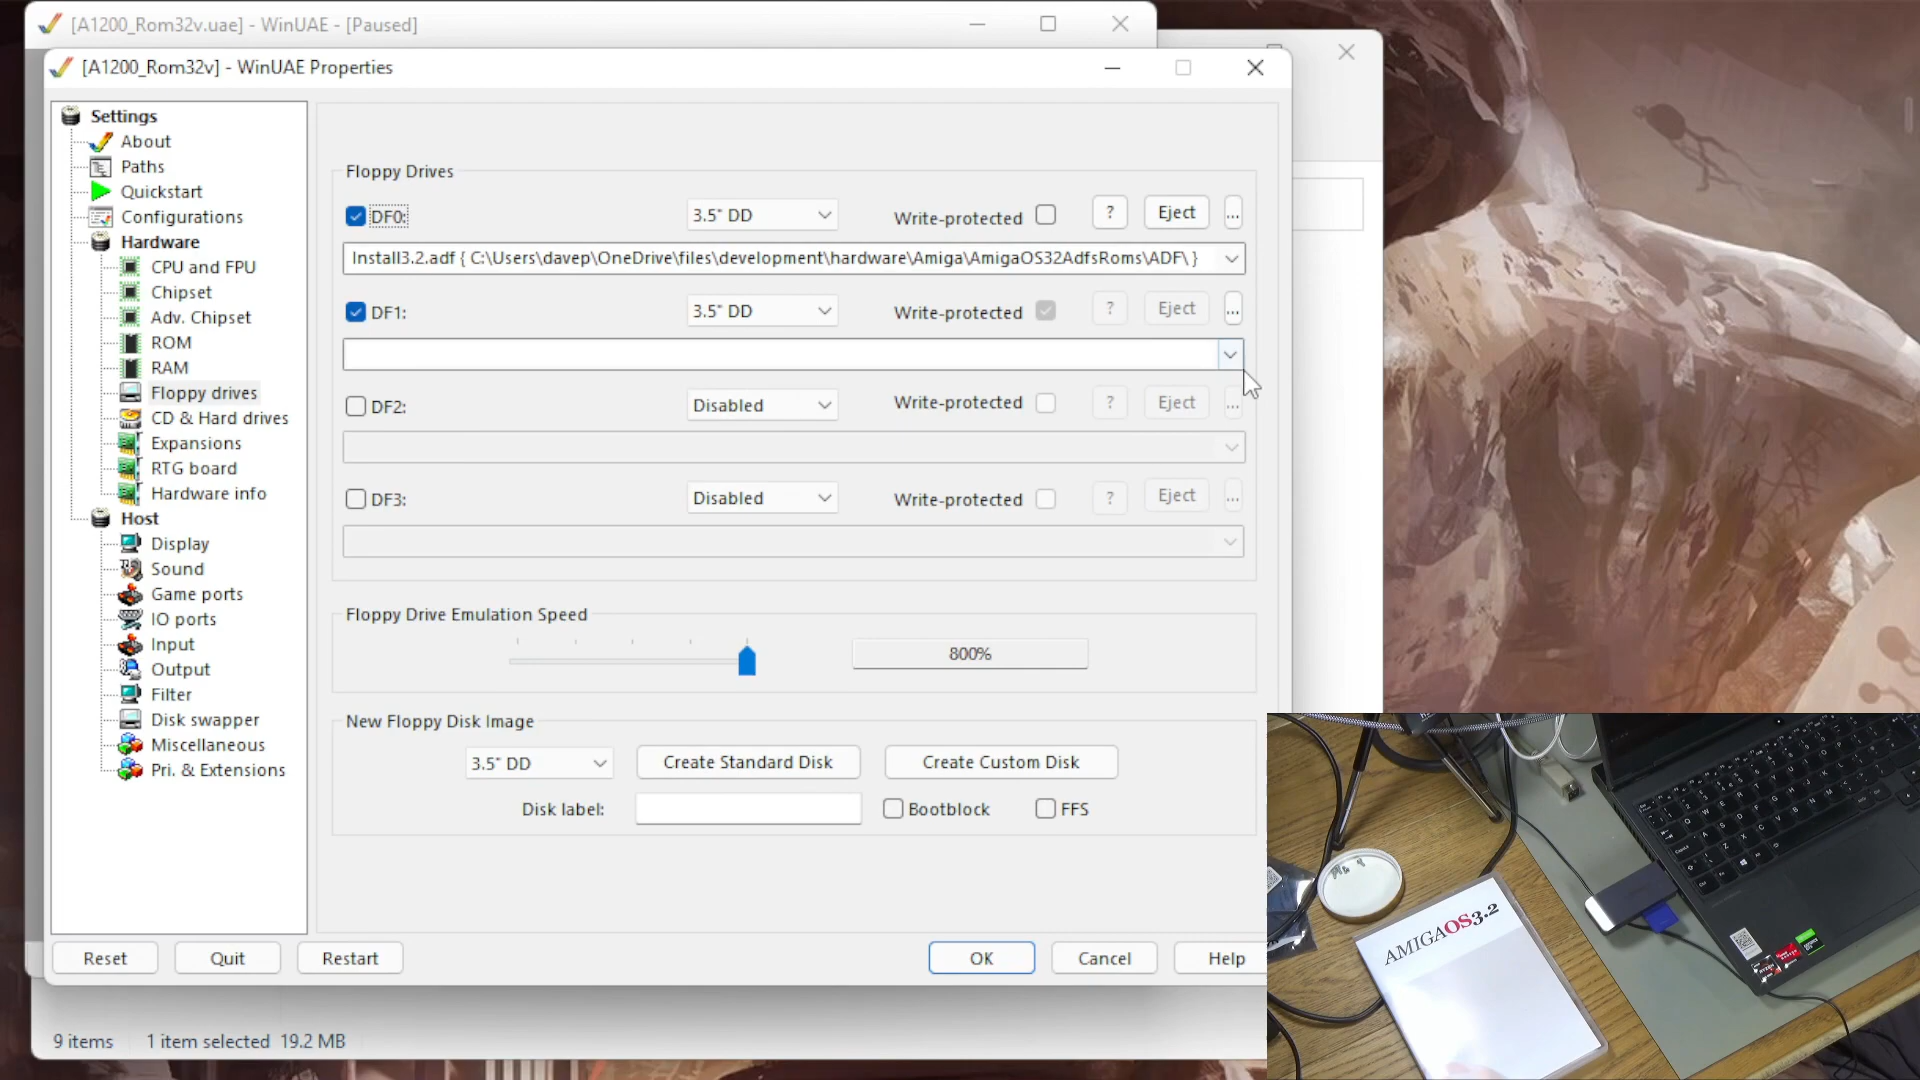 [A1200_Rom32v.uae] - WinUAE - [Paused]
[A1200_Rom32v] - WinUAE Properties
Settings
About
Paths
Quickstart
Configurations
Hardware
CPU and FPU
Chipset
Adv. Chipset
ROM
RAM
Floppy drives
CD & Hard drives
Expansions
RTG board
Hardware info
Host
Display
Sound
Game ports
IO ports
Input
Output
Filter
Disk swapper
Miscellaneous
Pri. & Extensions
Floppy Drives
DF0: 3.5" DD Write-protected ? Eject ...
Install3.2.adf { C:\Users\davep\OneDrive\files\development\hardware\Amiga\AmigaOS32AdfsRoms\ADF\ }
DF1: 3.5" DD Write-protected ? Eject ...
DF2: Disabled Write-protected ? Eject ...
DF3: Disabled Write-protected ? Eject ...
Floppy Drive Emulation Speed
800%
New Floppy Disk Image
3.5" DD Create Standard Disk Create Custom Disk
Disk label: Bootblock FFS
Reset Quit Restart OK Cancel Help
9 items 1 item selected 19.2 MB
AMIGAOS3.2